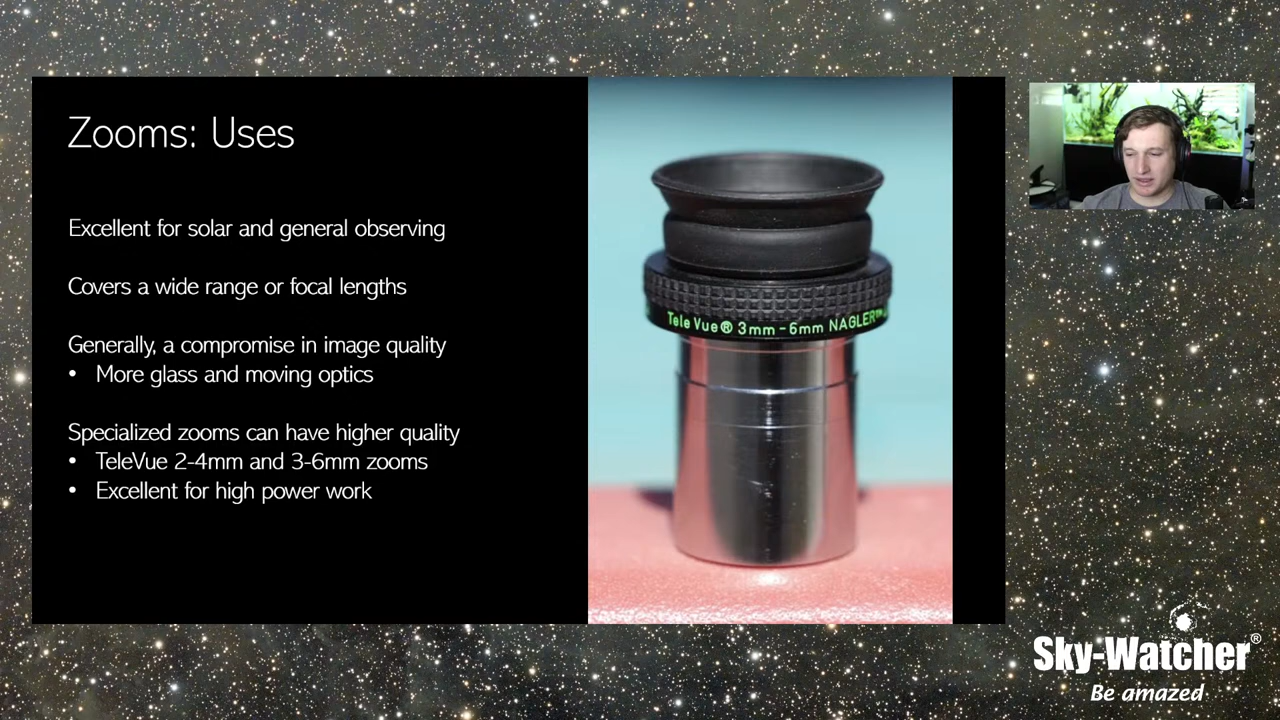 Zooms: Uses
Excellent for solar and general observing
Covers a wide range or focal lengths
Generally, a compromise in image quality
• More glass and moving optics
Specialized zooms can have higher quality
• TeleVue 2-4mm and 3-6mm zooms
• Excellent for high power work
Tele Vue® 3mm-6mm NAGLER™
Sky-Watcher®
Be amazed